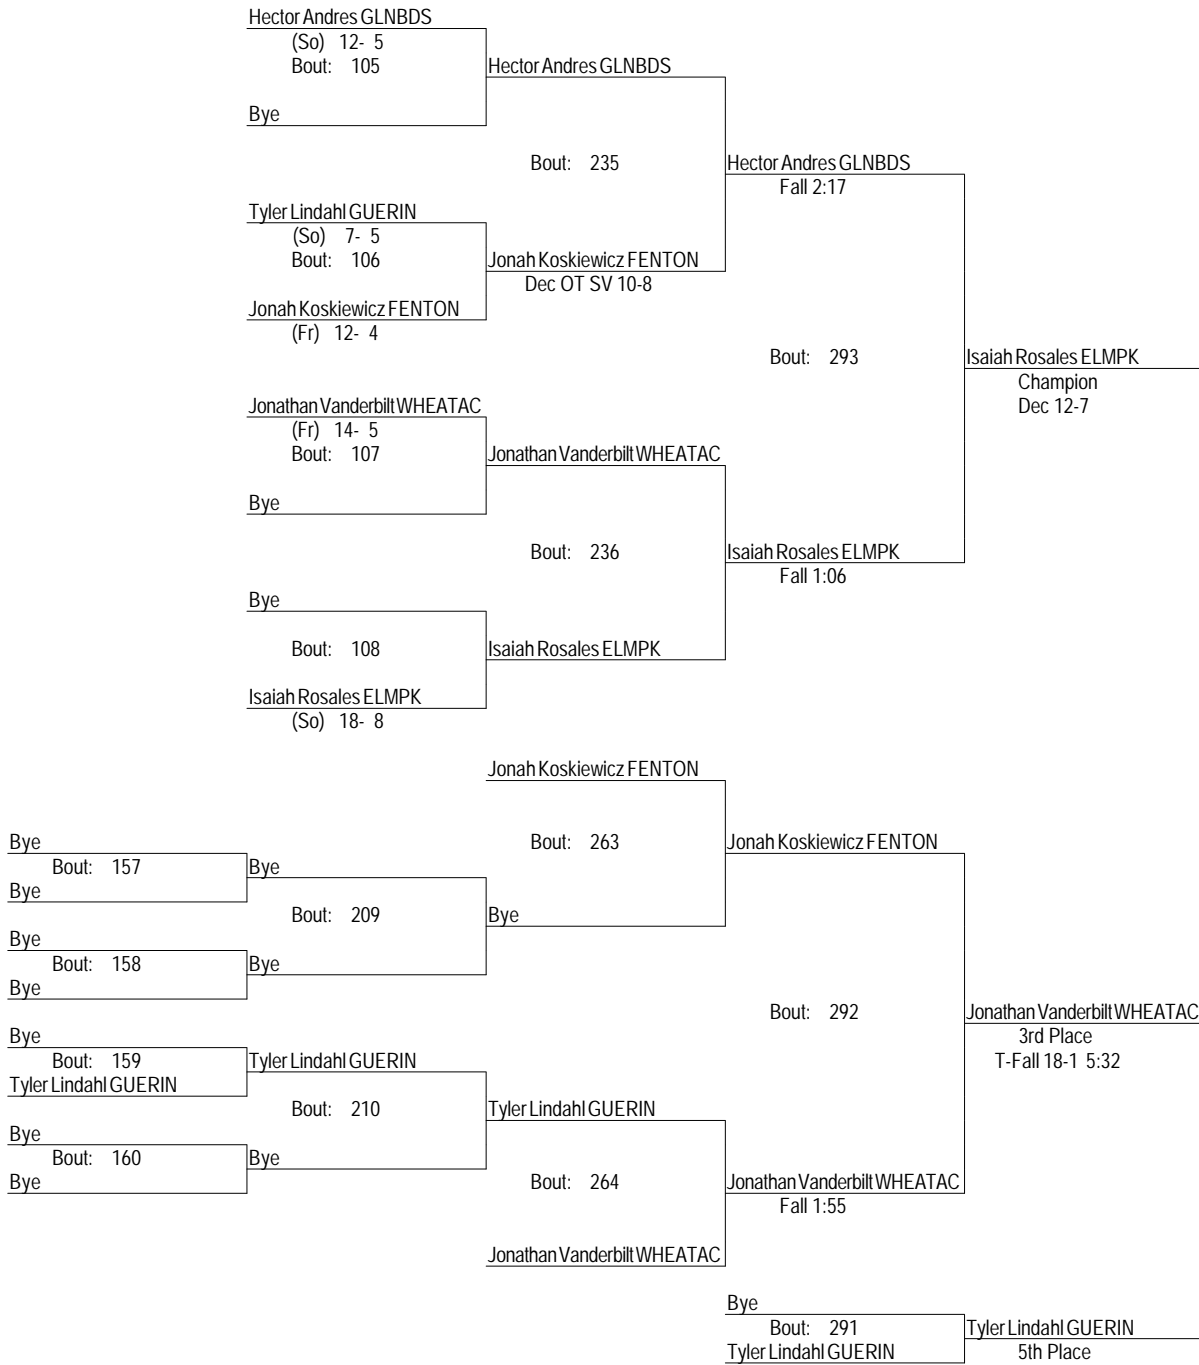 Hector Andres GLNBDS
(So) 12- 5
Bout: 105
Hector Andres GLNBDS
Bye
Bout: 235
Hector Andres GLNBDS
Fall 2:17
Tyler Lindahl GUERIN
(So) 7- 5
Bout: 106
Jonah Koskiewicz FENTON
Dec OT SV 10-8
Jonah Koskiewicz FENTON
(Fr) 12- 4
Bout: 293
Isaiah Rosales ELMPK
Champion
Dec 12-7
Jonathan Vanderbilt WHEATAC
(Fr) 14- 5
Bout: 107
Jonathan Vanderbilt WHEATAC
Bye
Bout: 236
Isaiah Rosales ELMPK
Fall 1:06
Bye
Bout: 108
Isaiah Rosales ELMPK
Isaiah Rosales ELMPK
(So) 18- 8
Jonah Koskiewicz FENTON
Bye
Bout: 263
Jonah Koskiewicz FENTON
Bout: 157
Bye
Bye
Bout: 209
Bye
Bye
Bout: 158
Bye
Bye
Bout: 292
Jonathan Vanderbilt WHEATAC
3rd Place
T-Fall 18-1 5:32
Bye
Bout: 159
Tyler Lindahl GUERIN
Tyler Lindahl GUERIN
Bout: 210
Tyler Lindahl GUERIN
Bye
Bout: 160
Bye
Bye
Bout: 264
Jonathan Vanderbilt WHEATAC
Fall 1:55
Jonathan Vanderbilt WHEATAC
Bye
Bout: 291
Tyler Lindahl GUERIN
Tyler Lindahl GUERIN
5th Place